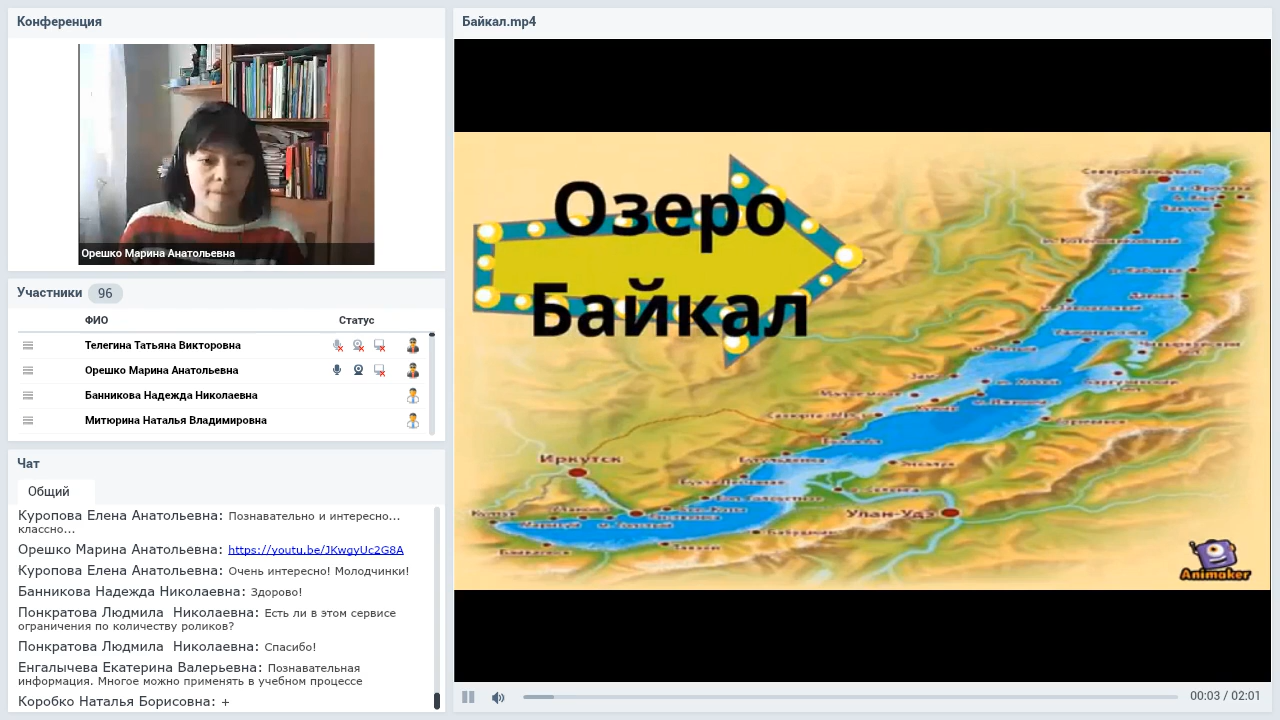 Конференция
Орешко Марина Анатольевна
Участники 96
ФИО Статус
Телегина Татьяна Викторовна
Орешко Марина Анатольевна
Банникова Надежда Николаевна
Митюрина Наталья Владимировна
Чат
Общий
Куропова Елена Анатольевна: Познавательно и интересно...
классно...
Орешко Марина Анатольевна: https://youtu.be/JKwgyUc2G8A
Куропова Елена Анатольевна: Очень интересно! Молодчинки!
Банникова Надежда Николаевна: Здорово!
Понкратова Людмила Николаевна: Есть ли в этом сервисе
ограничения по количеству роликов?
Понкратова Людмила Николаевна: Спасибо!
Енгалычева Екатерина Валерьевна: Познавательная
информация. Многое можно применять в учебном процессе
Коробко Наталья Борисовна: +
Байкал.mp4
Озеро
Байкал
Северобайкальск
Иркутск
Улан-Удэ
Animaker
00:03 / 02:01